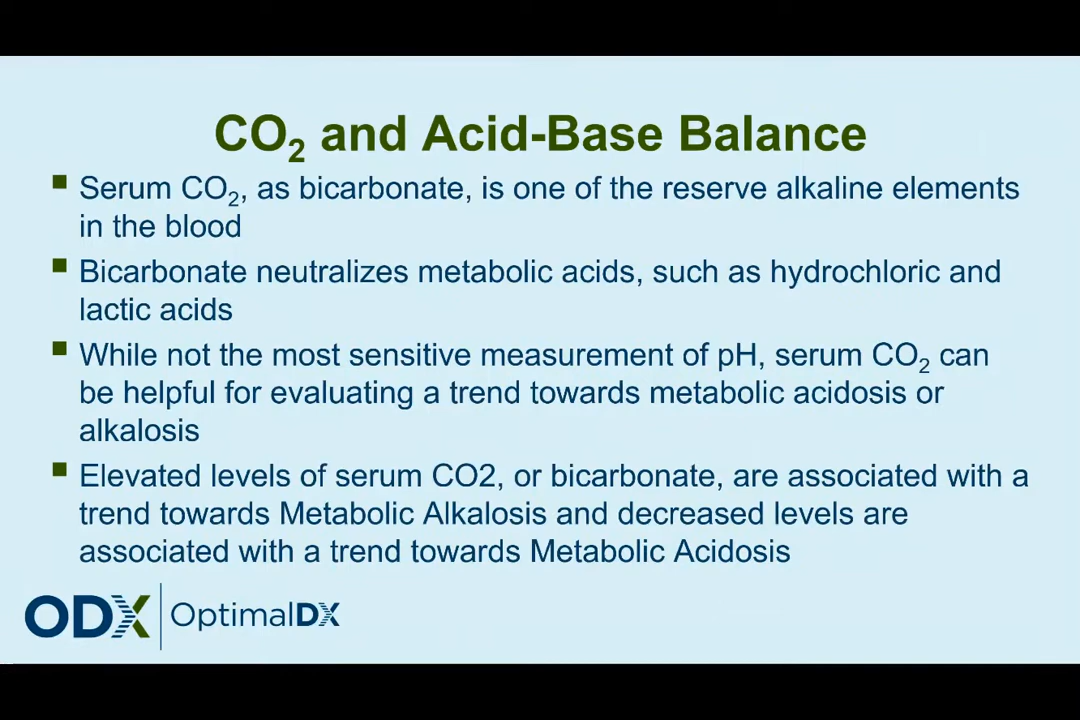 CO₂ and Acid-Base Balance
▪ Serum CO₂, as bicarbonate, is one of the reserve alkaline elements
in the blood
▪ Bicarbonate neutralizes metabolic acids, such as hydrochloric and
lactic acids
▪ While not the most sensitive measurement of pH, serum CO₂ can
be helpful for evaluating a trend towards metabolic acidosis or
alkalosis
▪ Elevated levels of serum CO2, or bicarbonate, are associated with a
trend towards Metabolic Alkalosis and decreased levels are
associated with a trend towards Metabolic Acidosis
ODX | OptimalDX